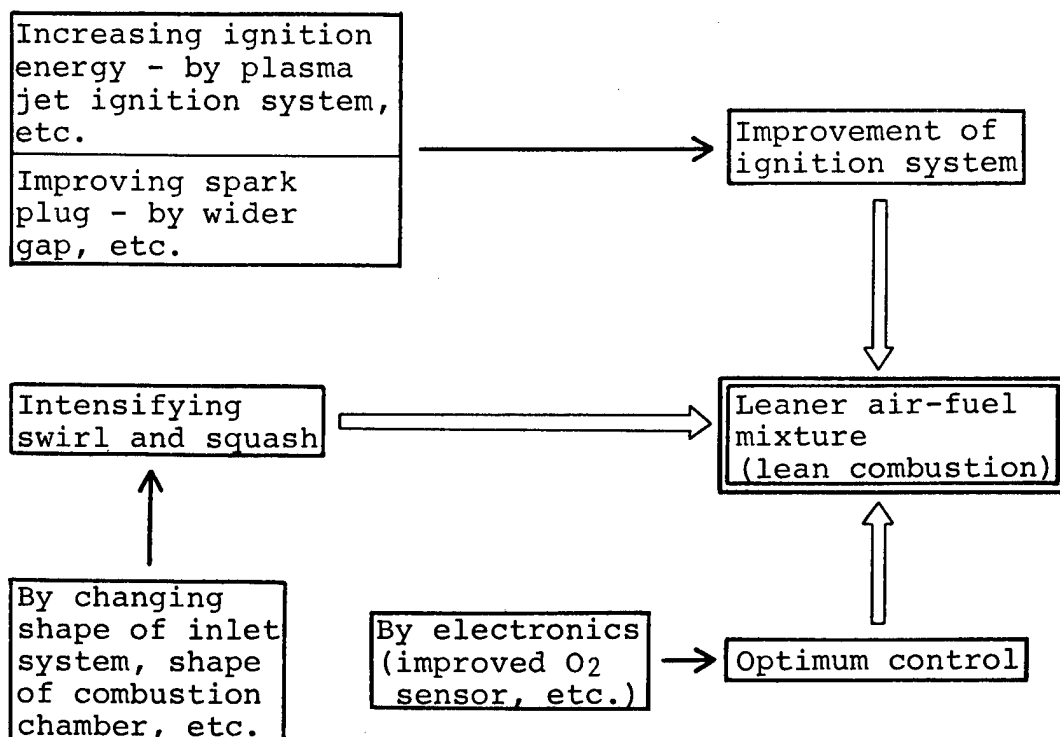 Increasing ignition
energy - by plasma
jet ignition system,
etc.
Improving spark
plug - by wider
gap, etc.
Improvement of
ignition system
Intensifying
swirl and squash
Leaner air-fuel
mixture
(lean combustion)
By changing
shape of inlet
system, shape
of combustion
chamber, etc.
By electronics
(improved O2
sensor, etc.)
Optimum control